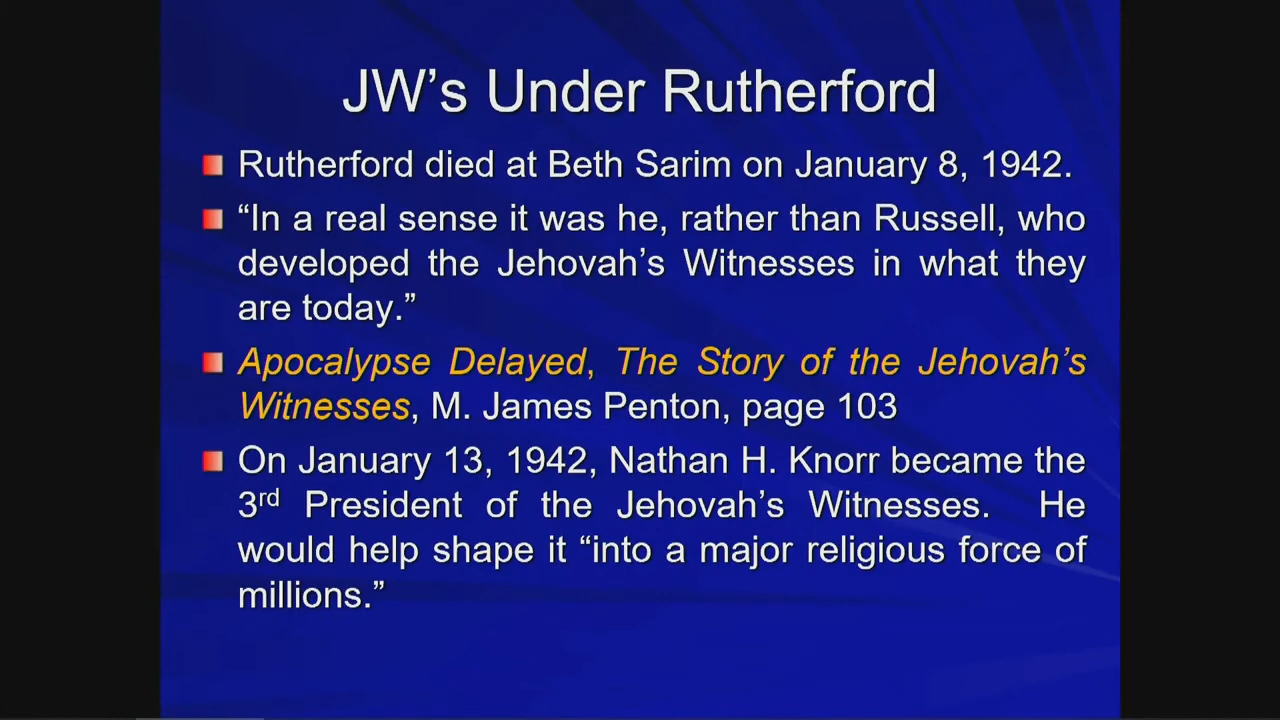 JW’s Under Rutherford
Rutherford died at Beth Sarim on January 8, 1942.
“In a real sense it was he, rather than Russell, who
developed the Jehovah’s Witnesses in what they
are today.”
Apocalypse Delayed, The Story of the Jehovah’s
Witnesses, M. James Penton, page 103
On January 13, 1942, Nathan H. Knorr became the
3rd President of the Jehovah’s Witnesses. He
would help shape it “into a major religious force of
millions.”